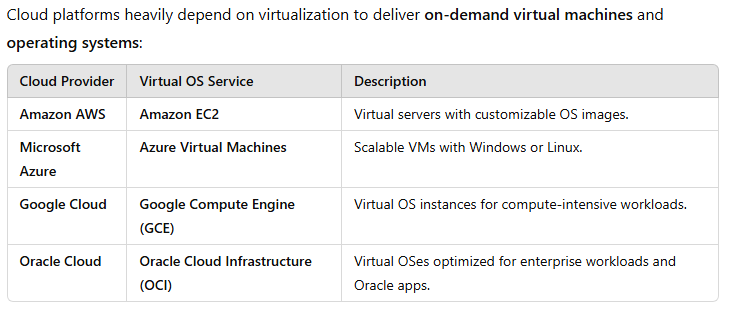 Cloud platforms heavily depend on virtualization to deliver on-demand virtual machines and
operating systems:
Cloud Provider Virtual OS Service Description
Amazon AWS Amazon EC2 Virtual servers with customizable OS images.
Microsoft Azure Azure Virtual Machines Scalable VMs with Windows or Linux.
Google Cloud Google Compute Engine (GCE) Virtual OS instances for compute-intensive workloads.
Oracle Cloud Oracle Cloud Infrastructure (OCI) Virtual OSes optimized for enterprise workloads and Oracle apps.